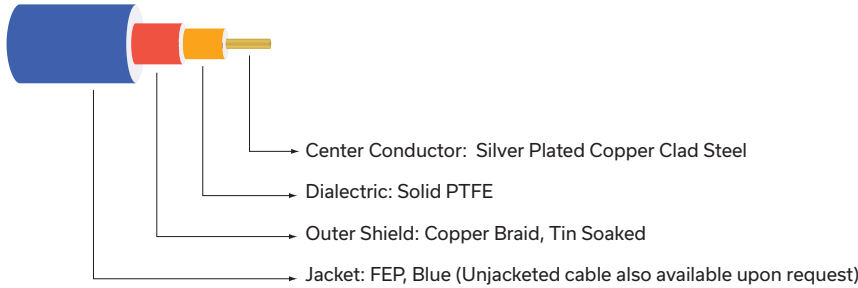 Center Conductor: Silver Plated Copper Clad Steel
Dialectric: Solid PTFE
Outer Shield: Copper Braid, Tin Soaked
Jacket: FEP, Blue (Unjacketed cable also available upon request)